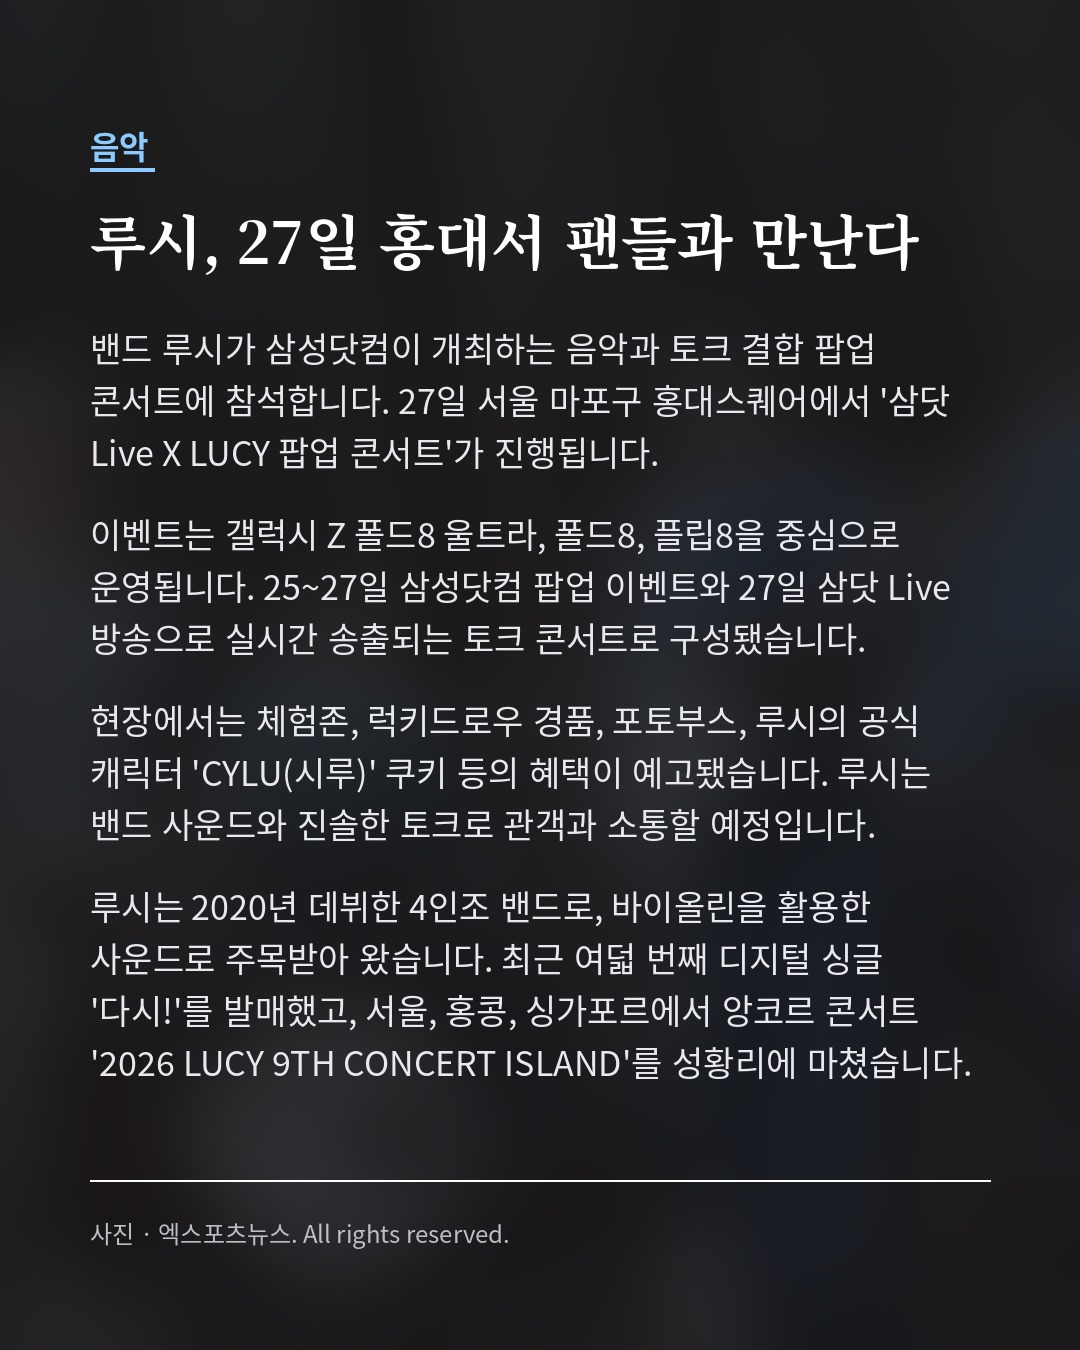 음악
루시, 27일 홍대서 팬들과 만난다
밴드 루시가 삼성닷컴이 개최하는 음악과 토크 결합 팝업
콘서트에 참석합니다. 27일 서울 마포구 홍대스퀘어에서 '삼닷
Live X LUCY 팝업 콘서트'가 진행됩니다.
이벤트는 갤럭시 Z 폴드8 울트라, 폴드8, 플립8을 중심으로
운영됩니다. 25~27일 삼성닷컴 팝업 이벤트와 27일 삼닷 Live
방송으로 실시간 송출되는 토크 콘서트로 구성됐습니다.
현장에서는 체험존, 럭키드로우 경품, 포토부스, 루시의 공식
캐릭터 'CYLU(시루)' 쿠키 등의 혜택이 예고됐습니다. 루시는
밴드 사운드와 진솔한 토크로 관객과 소통할 예정입니다.
루시는 2020년 데뷔한 4인조 밴드로, 바이올린을 활용한
사운드로 주목받아 왔습니다. 최근 여덟 번째 디지털 싱글
'다시!'를 발매했고, 서울, 홍콩, 싱가포르에서 앙코르 콘서트
'2026 LUCY 9TH CONCERT ISLAND'를 성황리에 마쳤습니다.
사진 · 엑스포츠뉴스. All rights reserved.